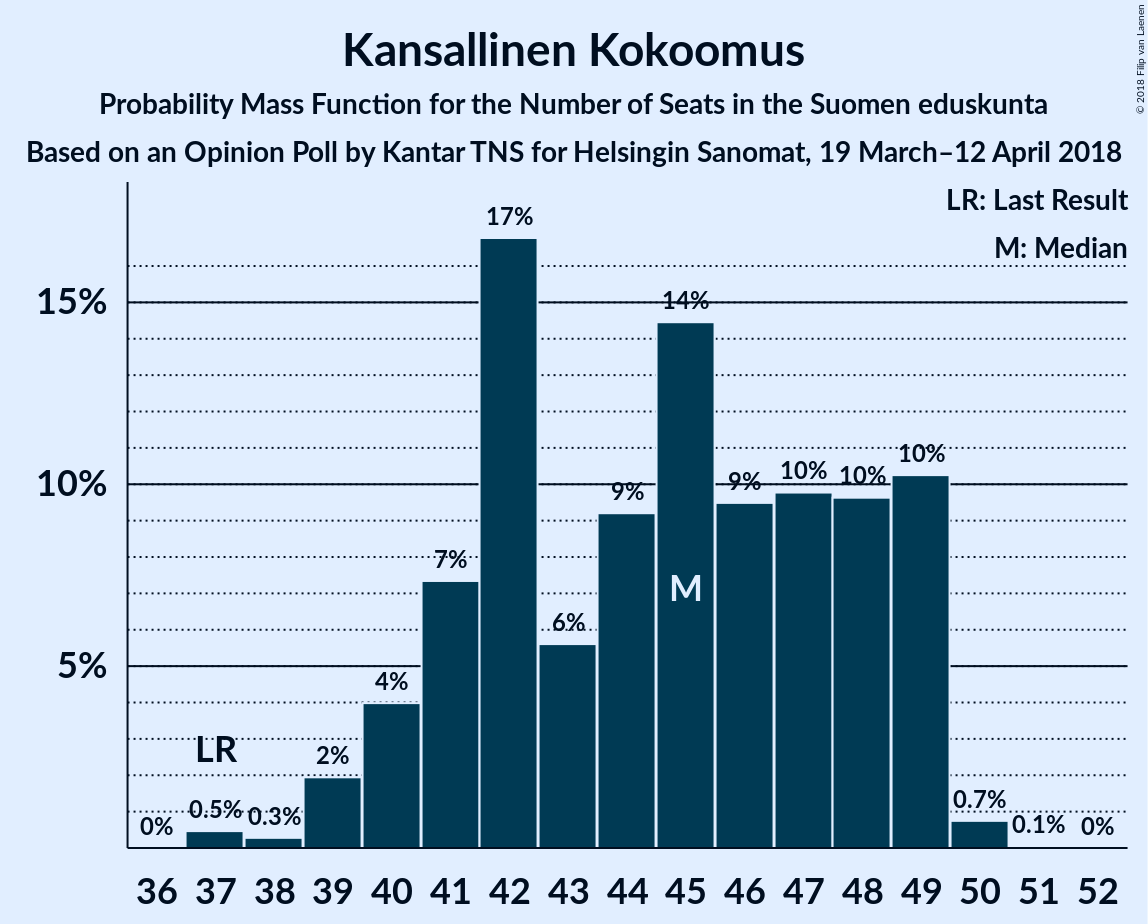 Kansallinen Kokoomus
Probability Mass Function for the Number of Seats in the Suomen eduskunta
Based on an Opinion Poll by Kantar TNS for Helsingin Sanomat, 19 March–12 April 2018
© 2018 Filip van Laenen
LR: Last Result
M: Median
15%
10%
5%
0%
0.5%
0.3%
2%
4%
7%
17%
6%
9%
14%
9%
10%
10%
10%
0.7%
0.1%
0%
LR
M
36 37 38 39 40 41 42 43 44 45 46 47 48 49 50 51 52